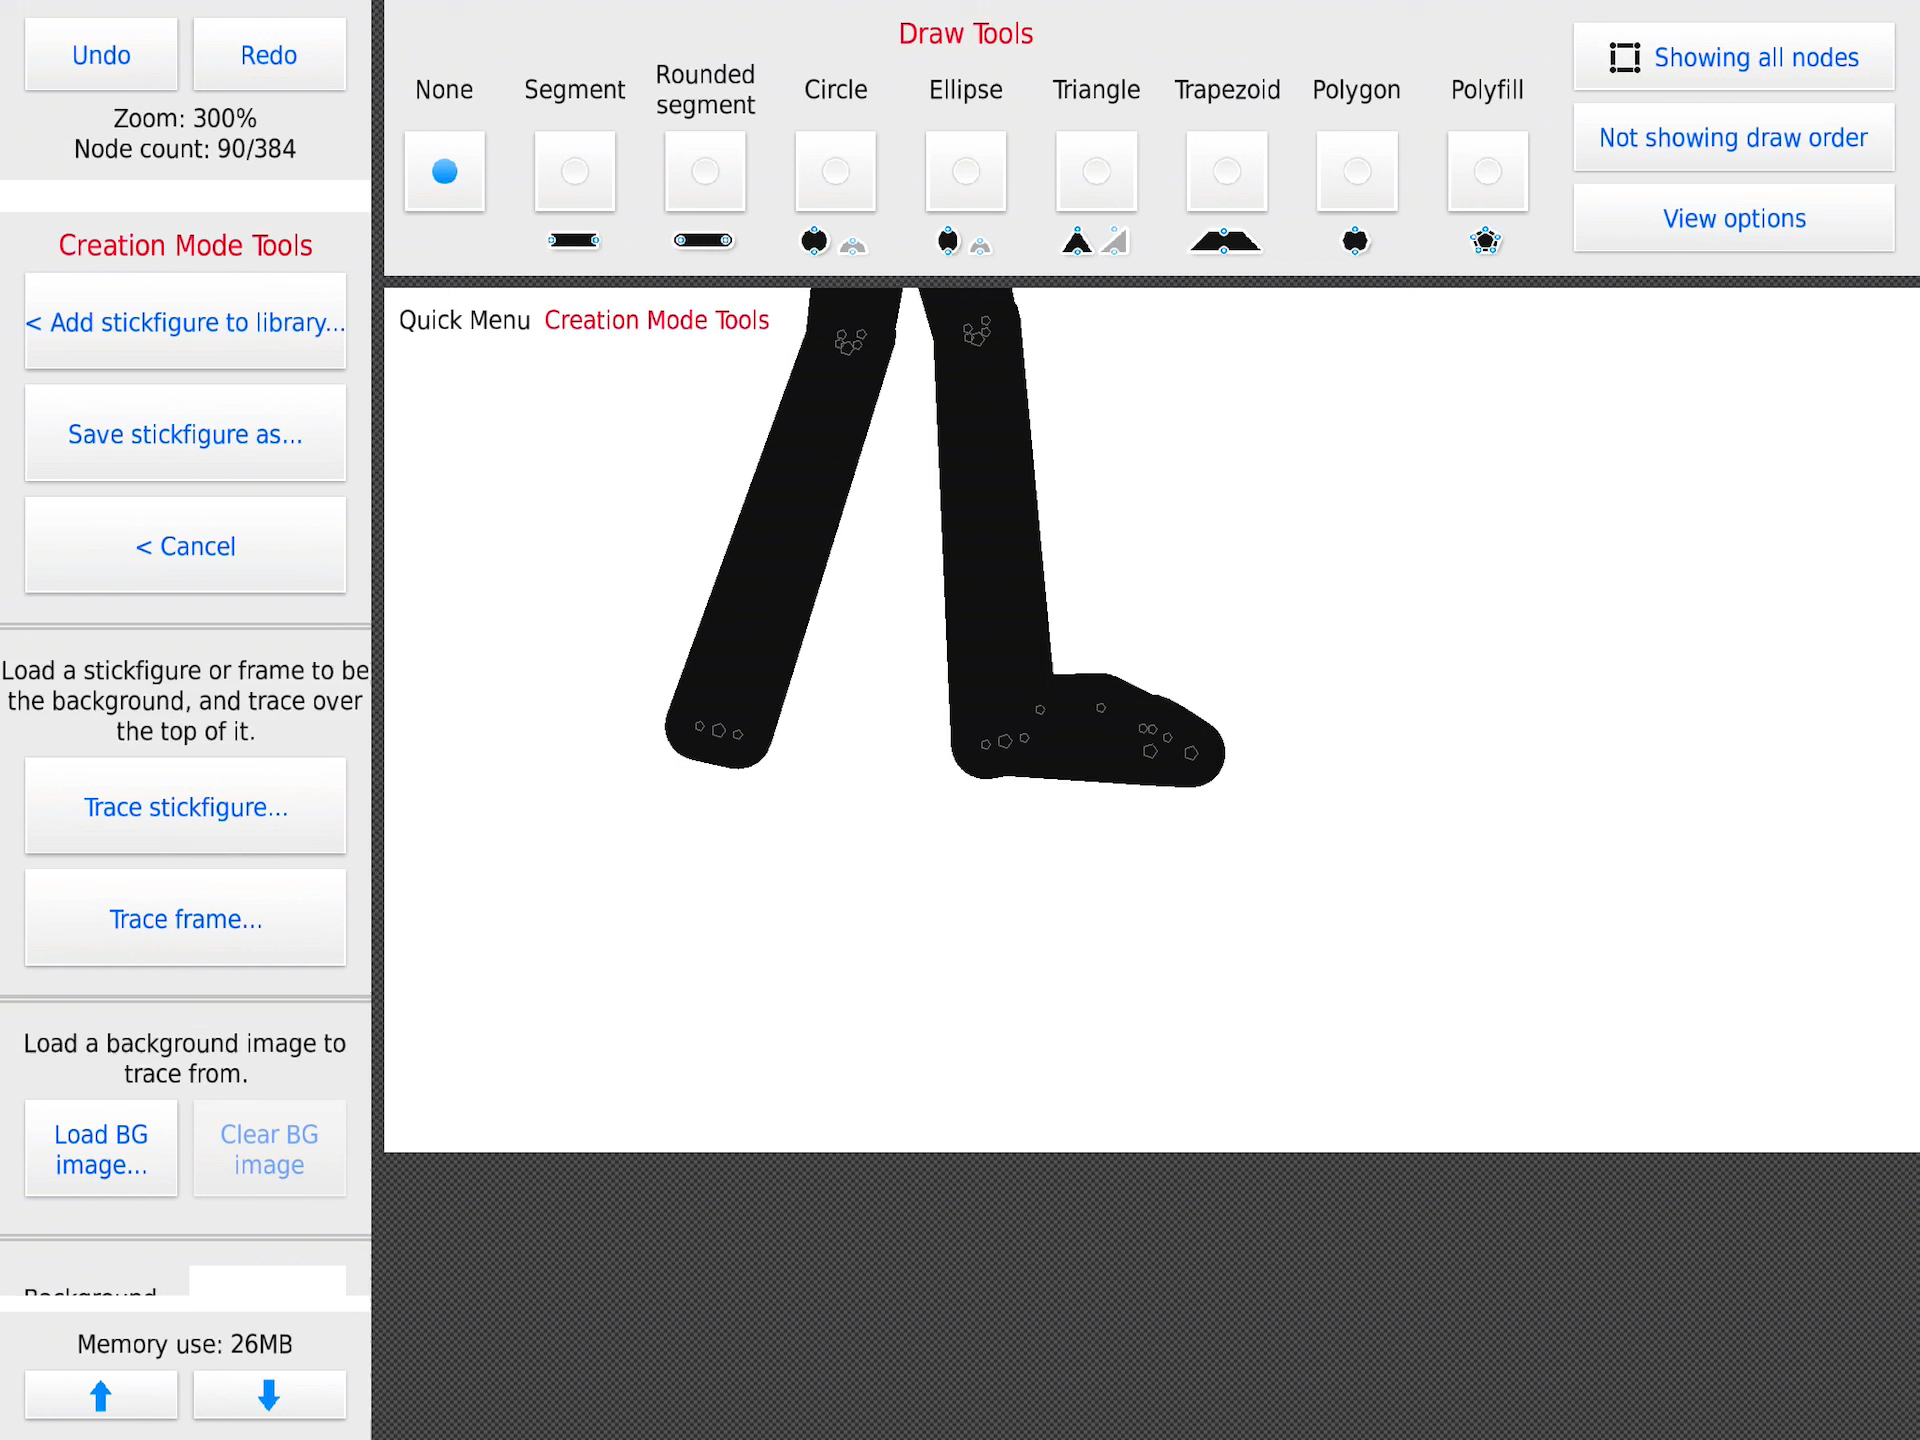 Undo
Redo
Zoom: 300%
Node count: 90/384
Creation Mode Tools
< Add stickfigure to library...
Save stickfigure as...
< Cancel
Load a stickfigure or frame to be
the background, and trace over
the top of it.
Trace stickfigure...
Trace frame...
Load a background image to
trace from.
Load BG
image...
Clear BG
image
Background
Memory use: 26MB
Draw Tools
None
Segment
Rounded
segment
Circle
Ellipse
Triangle
Trapezoid
Polygon
Polyfill
Showing all nodes
Not showing draw order
View options
Quick Menu Creation Mode Tools